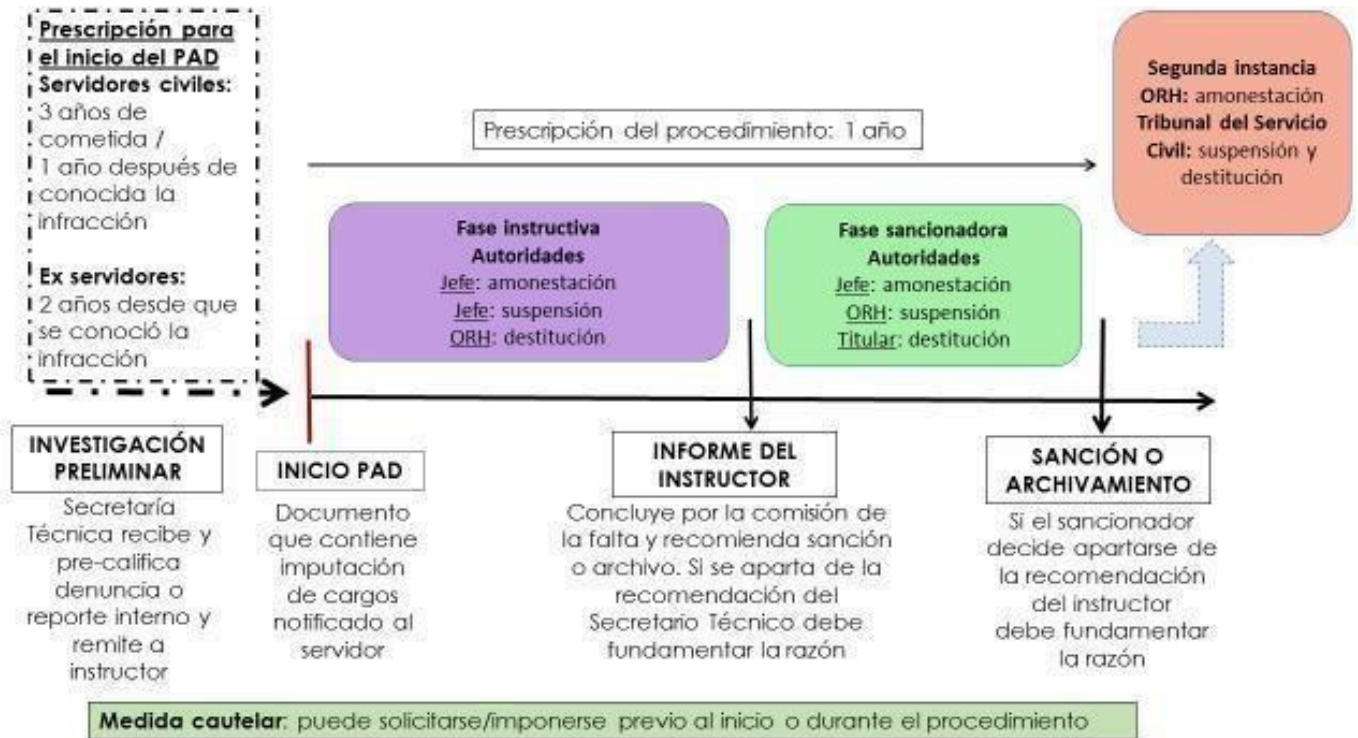 Prescripción para
el inicio del PAD
Servidores civiles:
3 años de
cometida /
1 año después de
conocida la
infracción
Ex servidores:
2 años desde que
se conoció la
infracción
Prescripción del procedimiento: 1 año
Segunda instancia
ORH: amonestación
Tribunal del Servicio
Civil: suspensión y
destitución
Fase instructiva
Autoridades
Jefe: amonestación
Jefe: suspensión
ORH: destitución
Fase sancionadora
Autoridades
Jefe: amonestación
ORH: suspensión
Titular: destitución
INVESTIGACIÓN
PRELIMINAR
Secretaría
Técnica recibe y
pre-califica
denuncia o
reporte interno y
remite a
instructor
INICIO PAD
Documento
que contiene
imputación
de cargos
notificado al
servidor
INFORME DEL
INSTRUCTOR
Concluye por la comisión de
la falta y recomienda sanción
o archivo. Si se aparta de la
recomendación del
Secretario Técnico debe
fundamentar la razón
SANCIÓN O
ARCHIVAMIENTO
Si el sancionador
decide apartarse de
la recomendación
del instructor
debe fundamentar
la razón
Medida cautelar: puede solicitarse/imponerse previo al inicio o durante el procedimiento